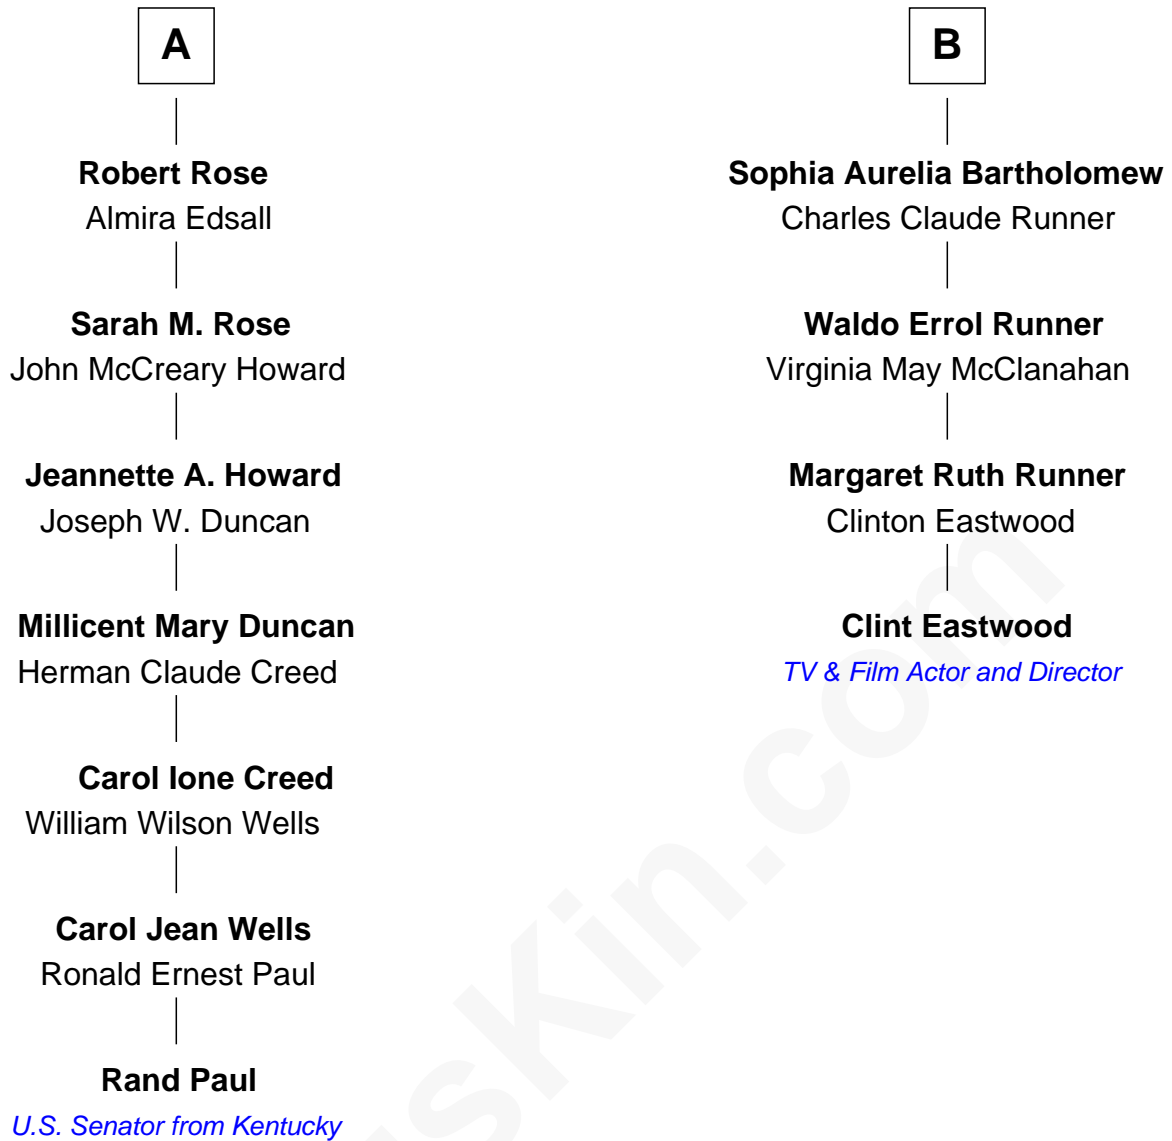 A
Robert Rose
Almira Edsall
Sarah M. Rose
John McCreary Howard
Jeannette A. Howard
Joseph W. Duncan
Millicent Mary Duncan
Herman Claude Creed
Carol Ione Creed
William Wilson Wells
Carol Jean Wells
Ronald Ernest Paul
Rand Paul
U.S. Senator from Kentucky
B
Sophia Aurelia Bartholomew
Charles Claude Runner
Waldo Errol Runner
Virginia May McClanahan
Margaret Ruth Runner
Clinton Eastwood
Clint Eastwood
TV & Film Actor and Director
sKin.com